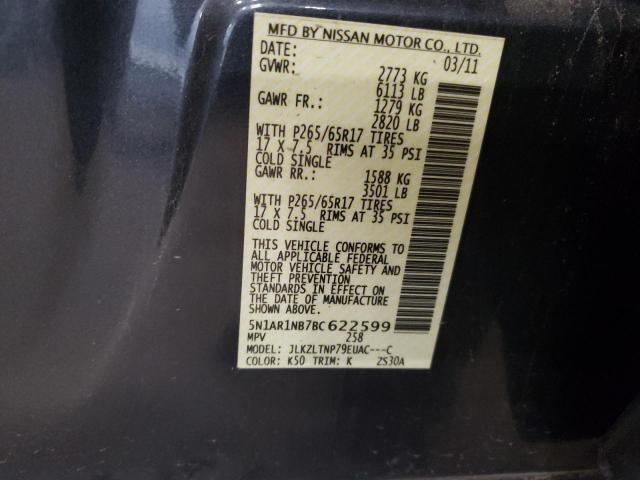 MFD BY NISSAN MOTOR CO., LTD.
DATE: 03/11
GVWR: 2773 KG
6113 LB
GAWR FR.: 1279 KG
2820 LB
WITH P265/65R17 TIRES
17 X 7.5 RIMS AT 35 PSI
COLD SINGLE
GAWR RR.: 1588 KG
3501 LB
WITH P265/65R17 TIRES
17 X 7.5 RIMS AT 35 PSI
COLD SINGLE
THIS VEHICLE CONFORMS TO
ALL APPLICABLE FEDERAL
MOTOR VEHICLE SAFETY AND
THEFT PREVENTION
STANDARDS IN EFFECT ON
THE DATE OF MANUFACTURE
5N1AR1NB7BC622599
MPV 258
MODEL: JLKZLTNP79EUAC---C
COLOR: K50 TRIM: K ZS30A